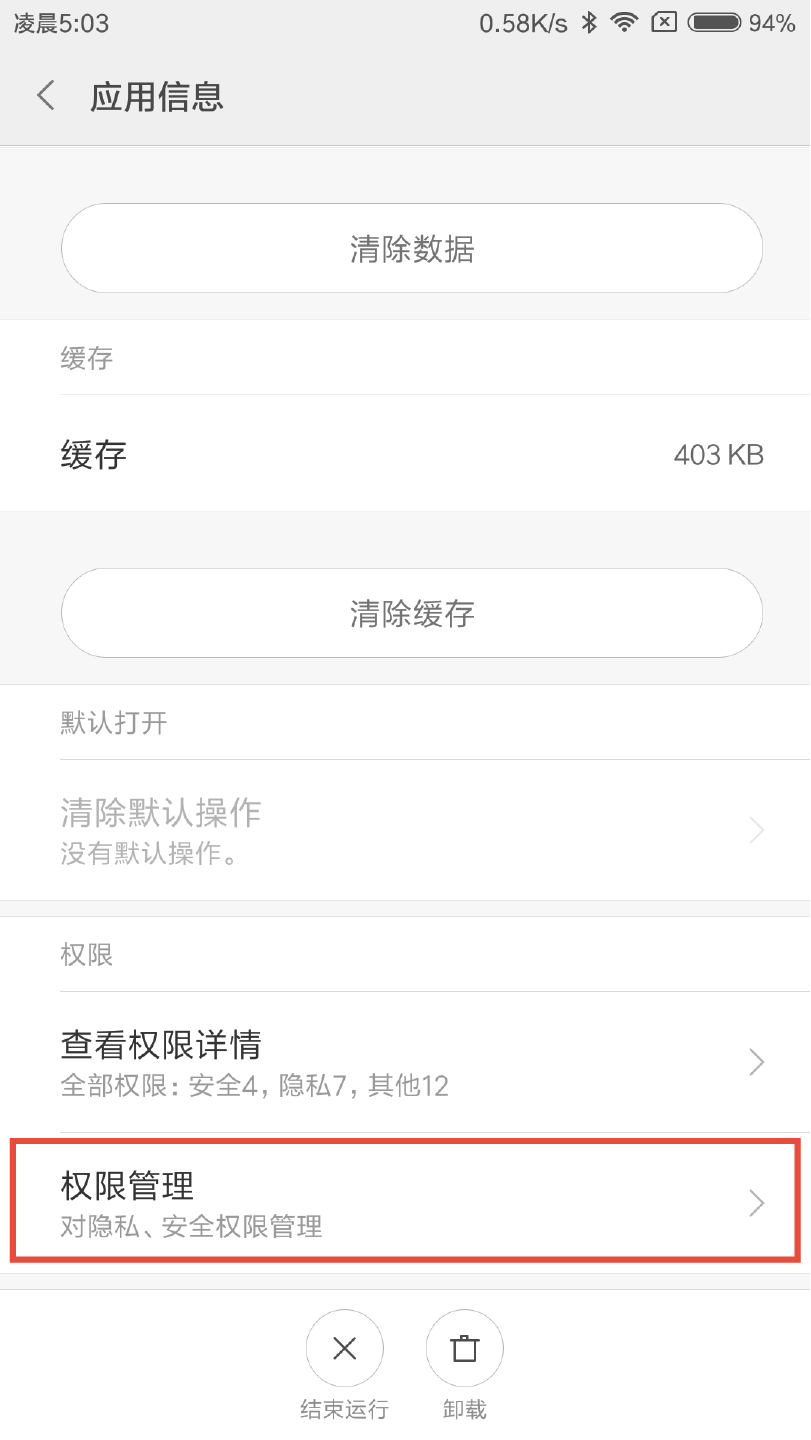 凌晨5:03 0.58K/s 94%
应用信息
清除数据
缓存
缓存 403 KB
清除缓存
默认打开
清除默认操作
没有默认操作。
权限
查看权限详情
全部权限：安全4，隐私7，其他12
权限管理
对隐私、安全权限管理
结束运行 卸载